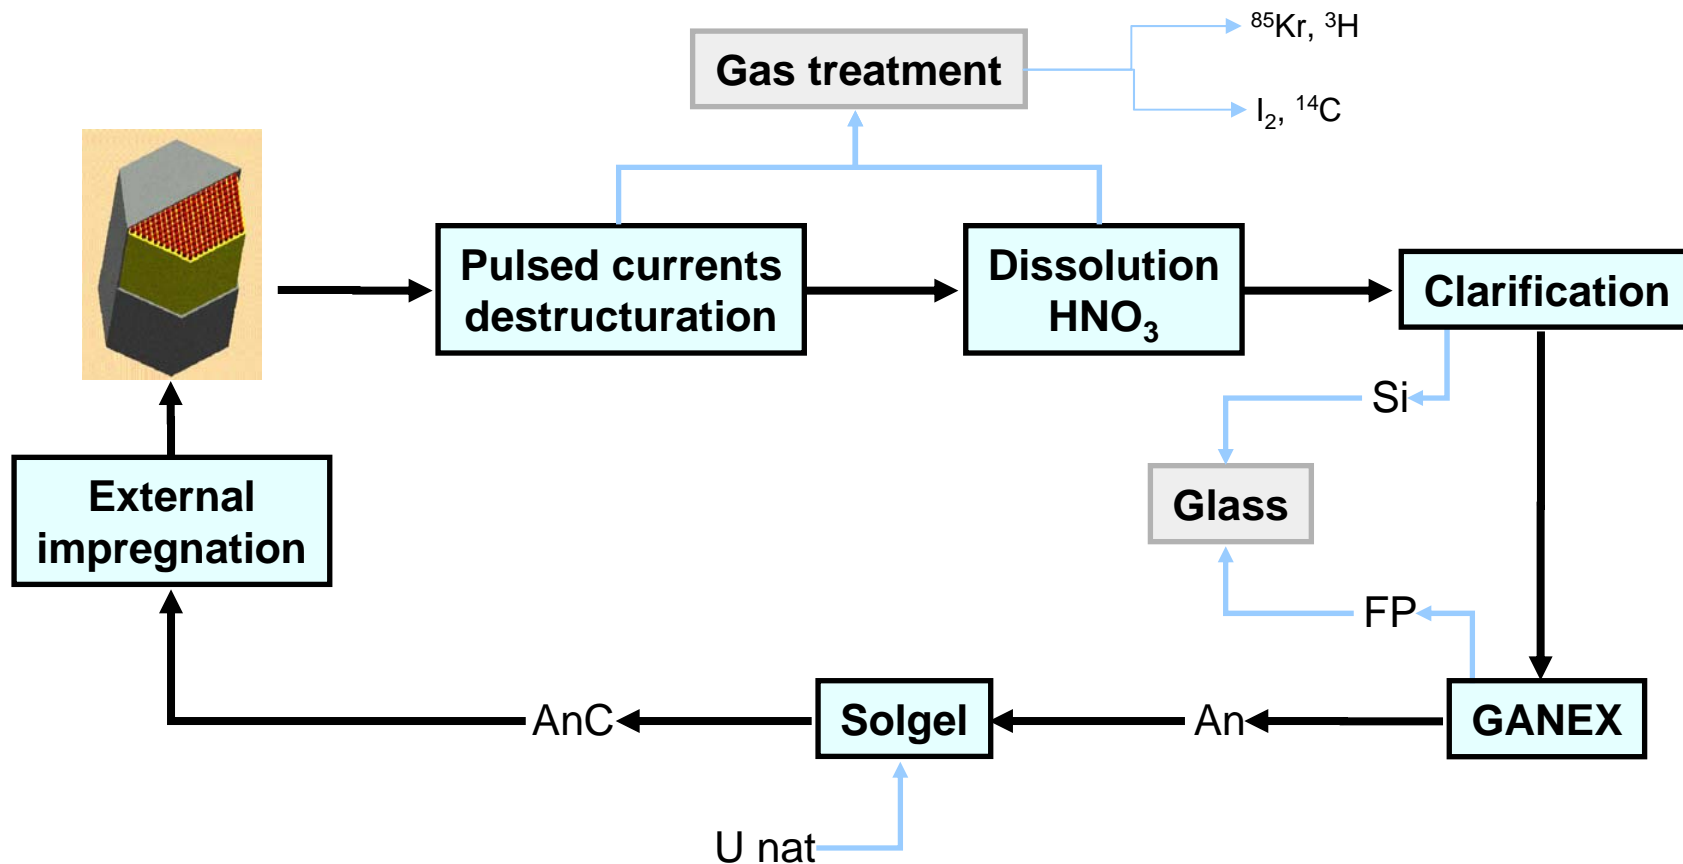 ⁸⁵Kr, ³H
Gas treatment
I₂, ¹⁴C
Pulsed currents
destructuration
Dissolution
HNO₃
Clarification
Si
External
impregnation
Glass
FP
AnC
Solgel
An
GANEX
U nat